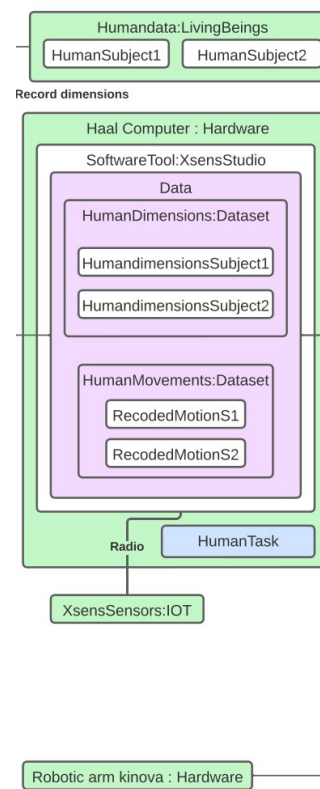 Humandata:LivingBeings
HumanSubject1
HumanSubject2
Record dimensions
Haal Computer : Hardware
SoftwareTool:XsensStudio
Data
HumanDimensions:Dataset
HumandimensionsSubject1
HumandimensionsSubject2
HumanMovements:Dataset
RecodedMotionS1
RecodedMotionS2
Radio
HumanTask
XsensSensors:IOT
Robotic arm kinova : Hardware